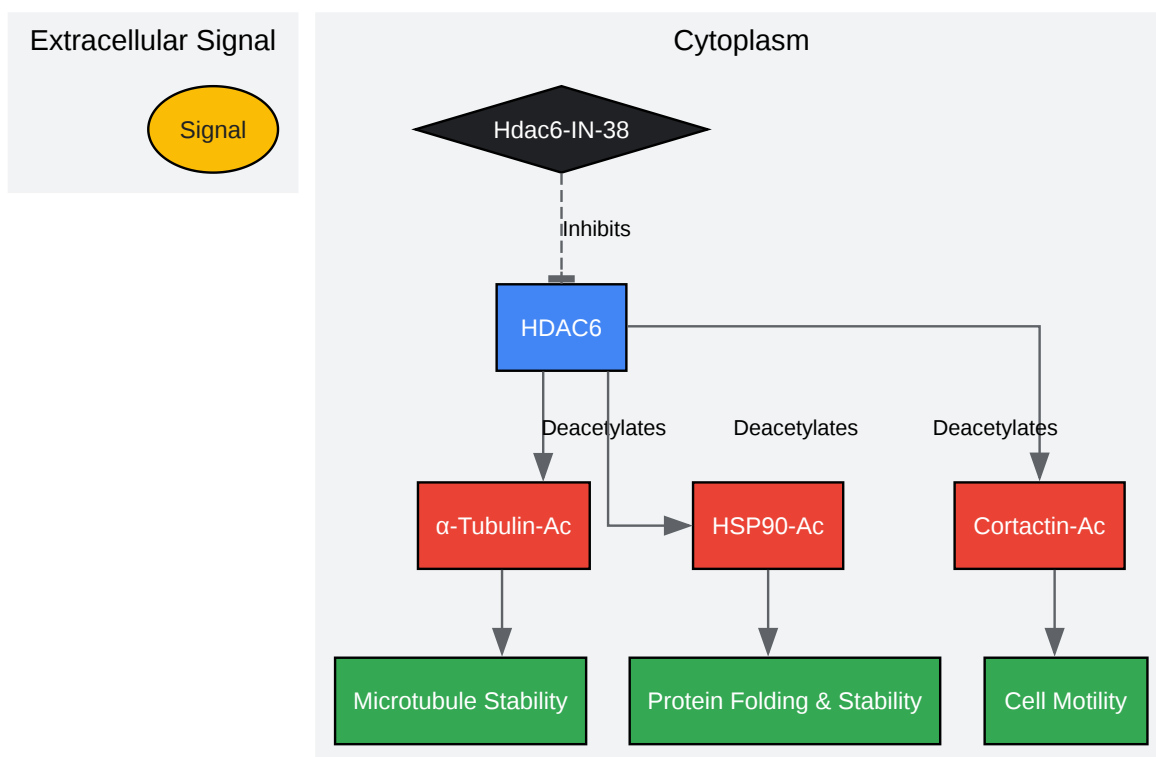 Extracellular Signal
Cytoplasm
Signal
Hdac6-IN-38
Inhibits
HDAC6
Deacetylates
Deacetylates
Deacetylates
α-Tubulin-Ac
HSP90-Ac
Cortactin-Ac
Microtubule Stability
Protein Folding & Stability
Cell Motility